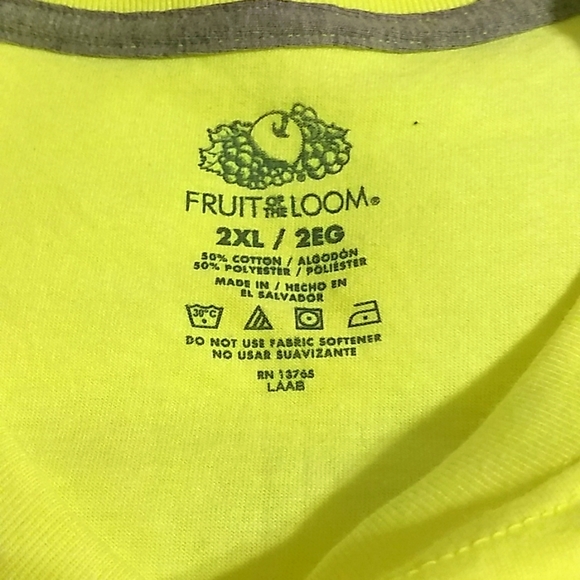 FRUIT OF THE LOOM®
2XL / 2EG
50% COTTON / ALGODÓN
50% POLYESTER / POLIÉSTER
MADE IN / HECHO EN
EL SALVADOR
30°C
DO NOT USE FABRIC SOFTENER
NO USAR SUAVIZANTE
RN 13765
LAAB